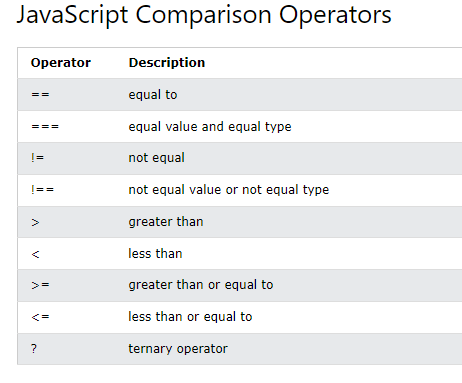 JavaScript Comparison Operators
Operator Description
== equal to
=== equal value and equal type
!= not equal
!== not equal value or not equal type
> greater than
< less than
>= greater than or equal to
<= less than or equal to
? ternary operator